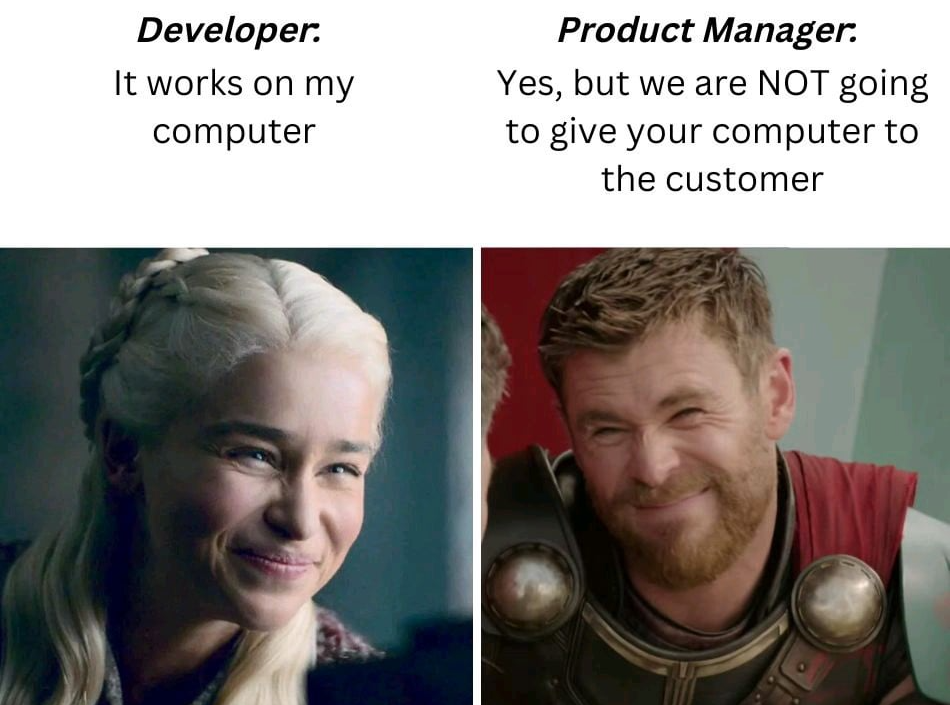 Developer:
It works on my
computer
Product Manager:
Yes, but we are NOT going
to give your computer to
the customer